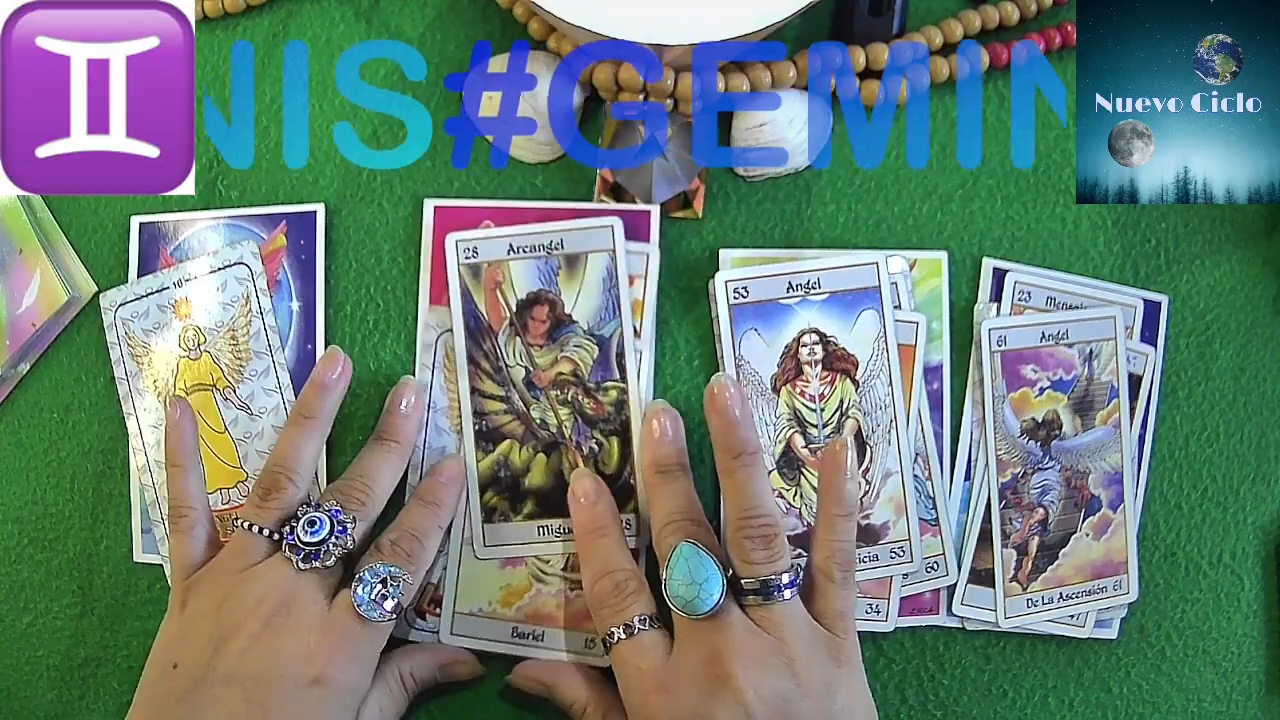 NIS#GEMIN
Nuevo Ciclo
10
28 Arcangel
Bariel 15
53 Angel
53
60
34
23
61 Angel
De La Ascensión 61